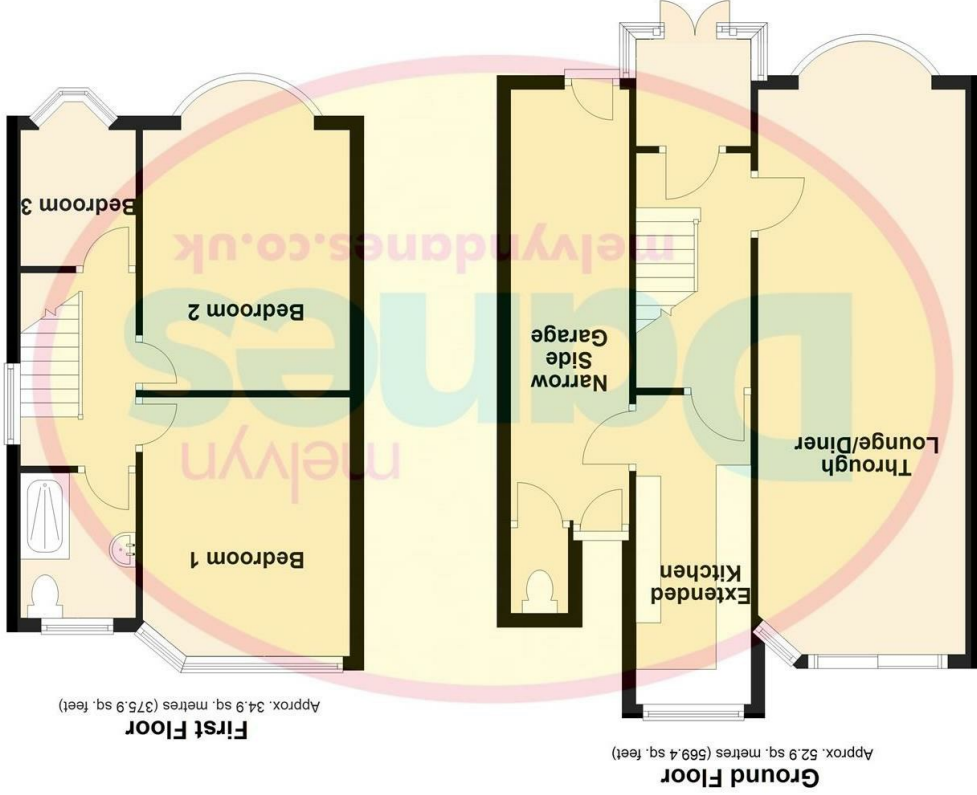 Ground Floor
Approx. 52.9 sq. metres (569.4 sq. feet)
Extended
Kitchen
Through
Lounge/Diner
Narrow
Side
Garage
First Floor
Approx. 34.9 sq. metres (375.9 sq. feet)
Bedroom 1
Bedroom 2
Bedroom 3
melvyn
Danes
melvyndanes.co.uk